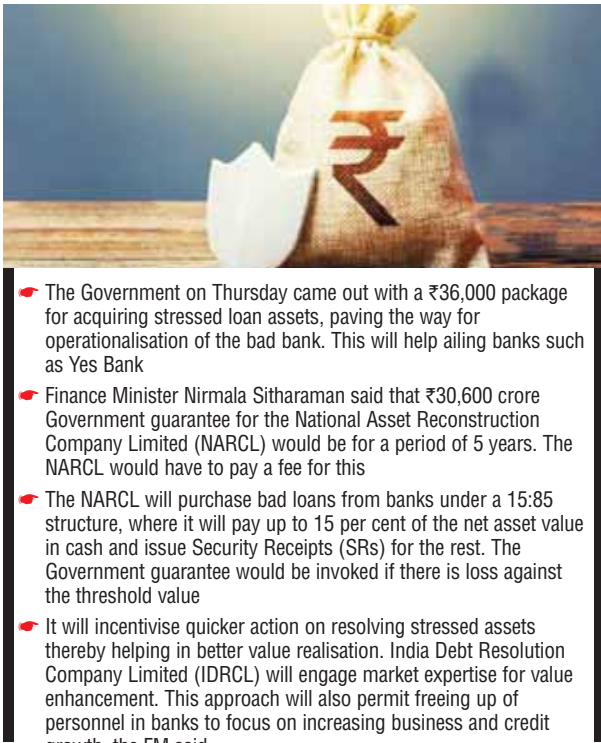 ₹
The Government on Thursday came out with a ₹36,000 package
for acquiring stressed loan assets, paving the way for
operationalisation of the bad bank. This will help ailing banks such
as Yes Bank
Finance Minister Nirmala Sitharaman said that ₹30,600 crore
Government guarantee for the National Asset Reconstruction
Company Limited (NARCL) would be for a period of 5 years. The
NARCL would have to pay a fee for this
The NARCL will purchase bad loans from banks under a 15:85
structure, where it will pay up to 15 per cent of the net asset value
in cash and issue Security Receipts (SRs) for the rest. The
Government guarantee would be invoked if there is loss against
the threshold value
It will incentivise quicker action on resolving stressed assets
thereby helping in better value realisation. India Debt Resolution
Company Limited (IDRCL) will engage market expertise for value
enhancement. This approach will also permit freeing up of
personnel in banks to focus on increasing business and credit
growth, the FM said